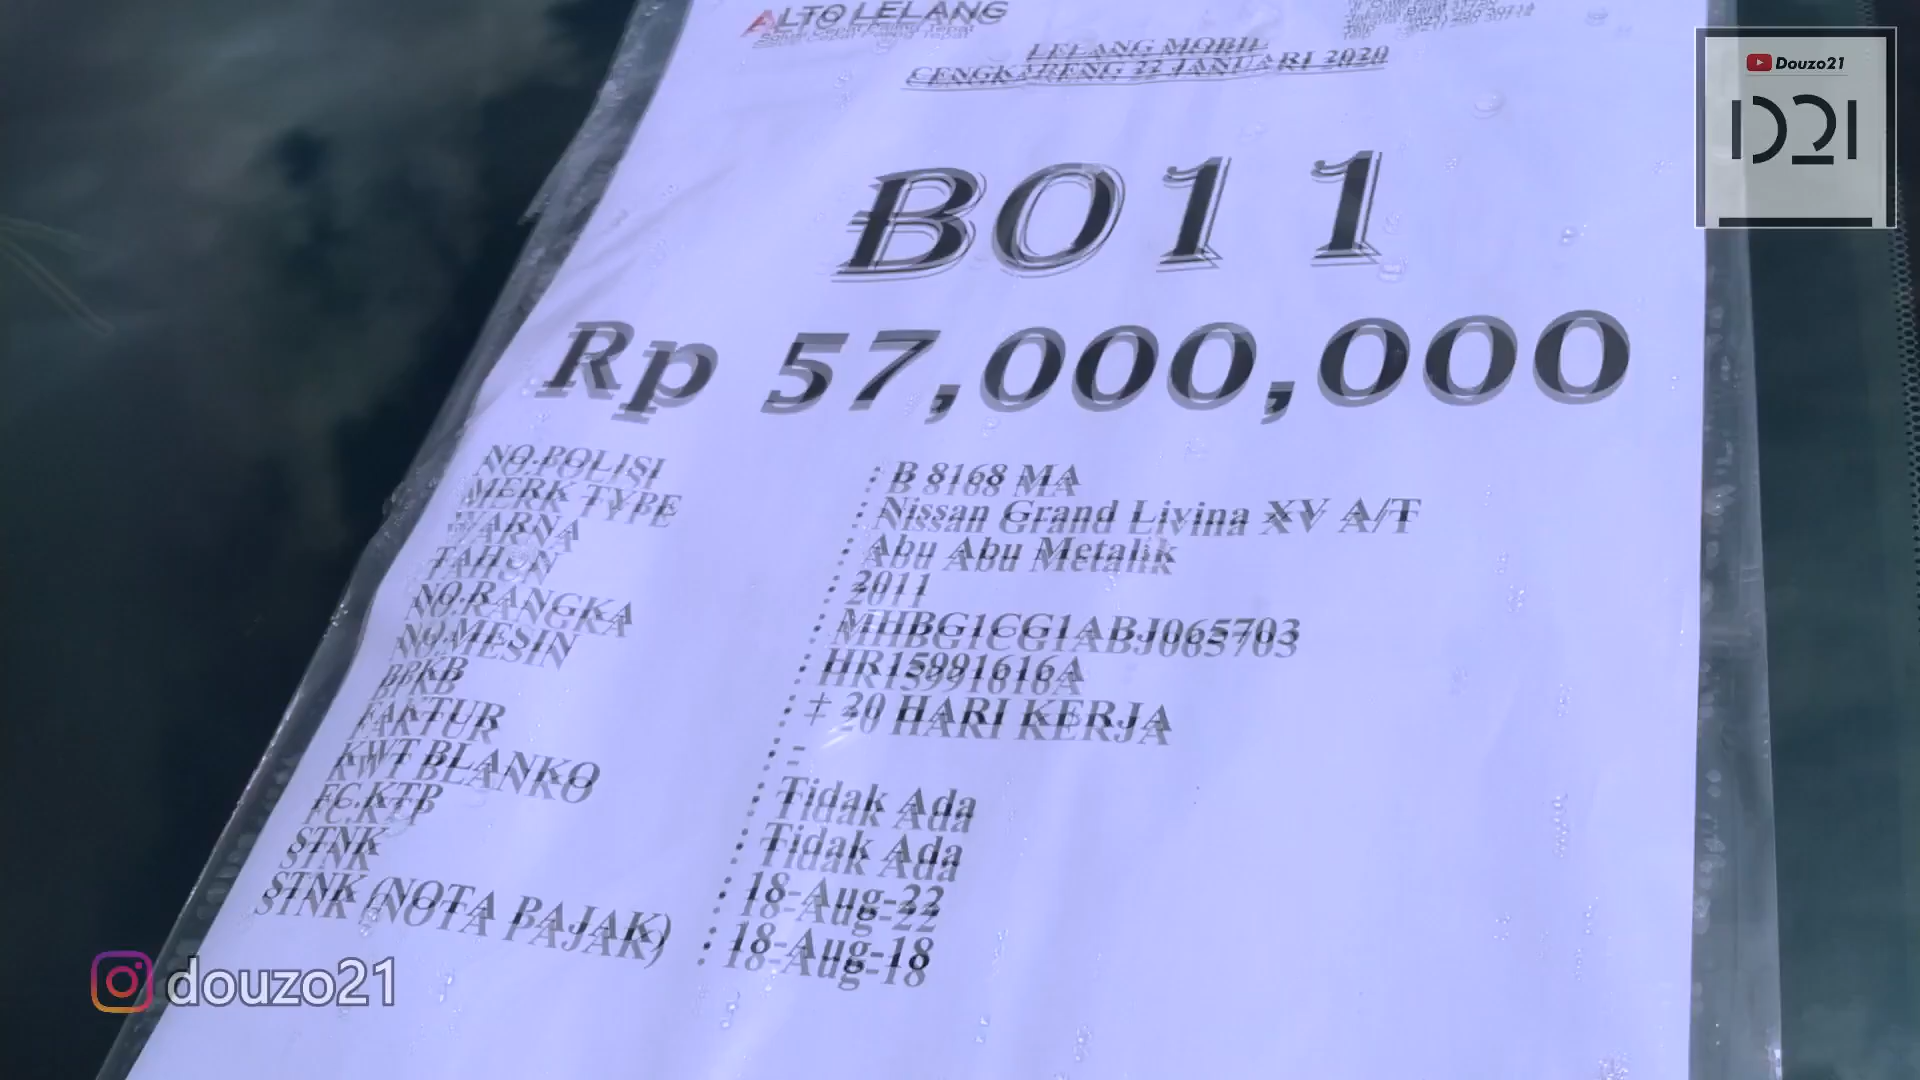 ALTO LELANG
LELANG MOBIL
CENGKARENG 22 JANUARI 2020
Douzo21
D21
B011
Rp 57,000,000
NO.POLISI : B 8168 MA
MERK TYPE : Nissan Grand Livina XV A/T
WARNA : Abu Abu Metalik
TAHUN : 2011
NO.RANGKA : MHBG1CG1ABJ065703
NO.MESIN : HR15991616A
BPKB : ± 20 HARI KERJA
FAKTUR : -
KWT BLANKO : Tidak Ada
FC.KTP : Tidak Ada
STNK : 18-Aug-22
STNK (NOTA PAJAK) : 18-Aug-18
douzo21